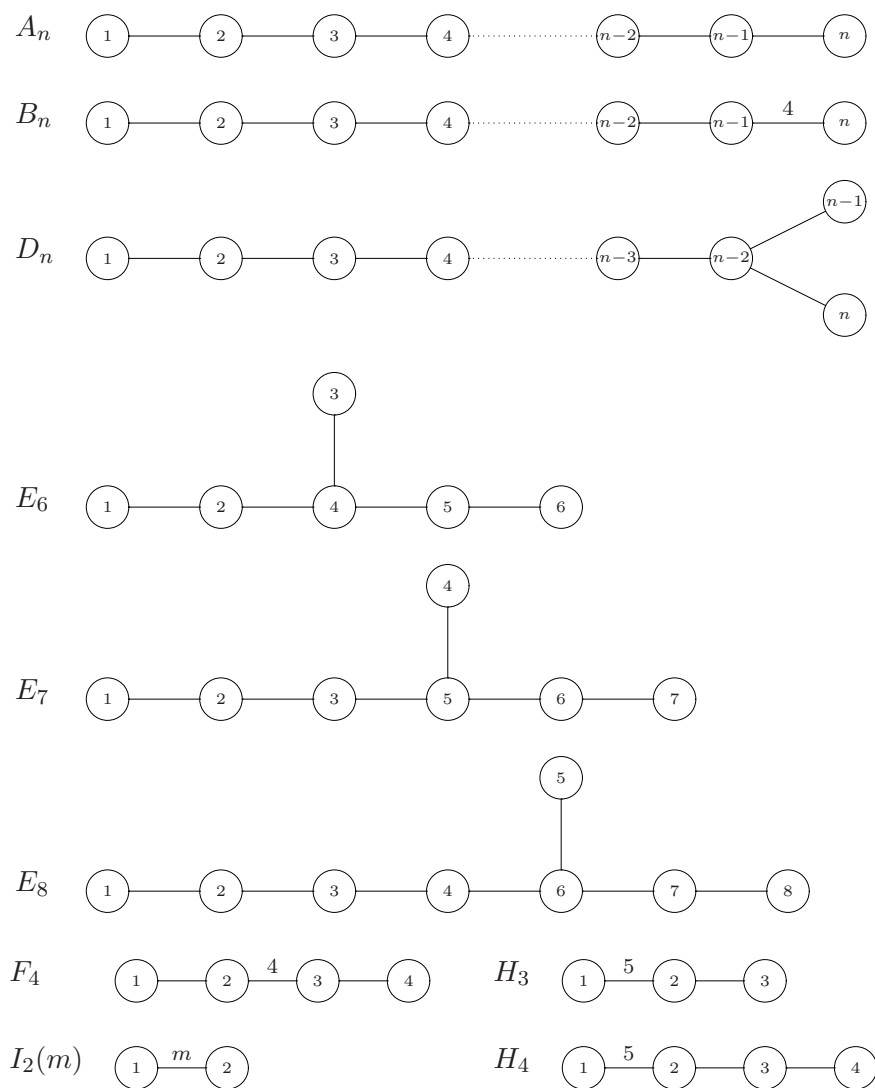 A_n 1 2 3 4 n−2 n−1 n
4
B_n 1 2 3 4 n−2 n−1 n
n−1
D_n 1 2 3 4 n−3 n−2
n
3
E_6 1 2 4 5 6
4
E_7 1 2 3 5 6 7
5
E_8 1 2 3 4 6 7 8
4 5
F_4 1 2 3 4 H_3 1 2 3
m 5
I_2(m) 1 2 H_4 1 2 3 4